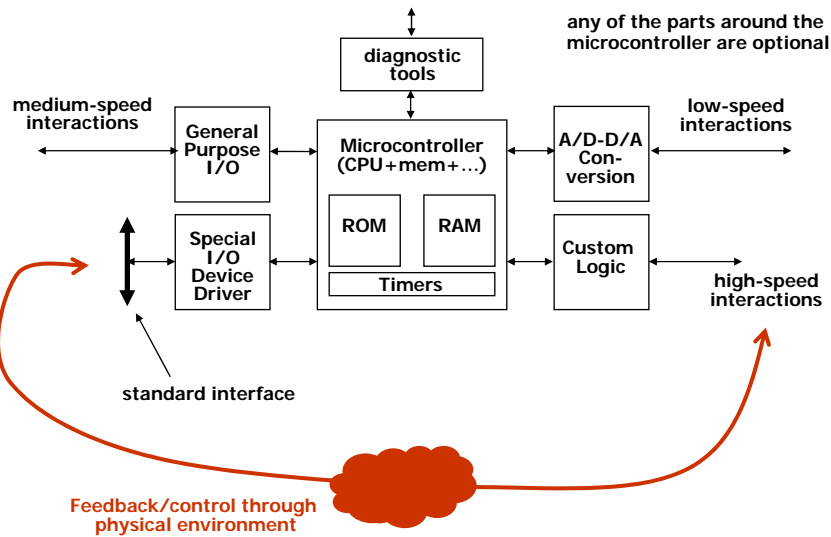 any of the parts around the
microcontroller are optional
diagnostic
tools
medium-speed
interactions
General
Purpose
I/O
Microcontroller
(CPU+mem+...)
A/D-D/A
Con-
version
low-speed
interactions
ROM
RAM
Timers
Special
I/O
Device
Driver
Custom
Logic
high-speed
interactions
standard interface
Feedback/control through
physical environment